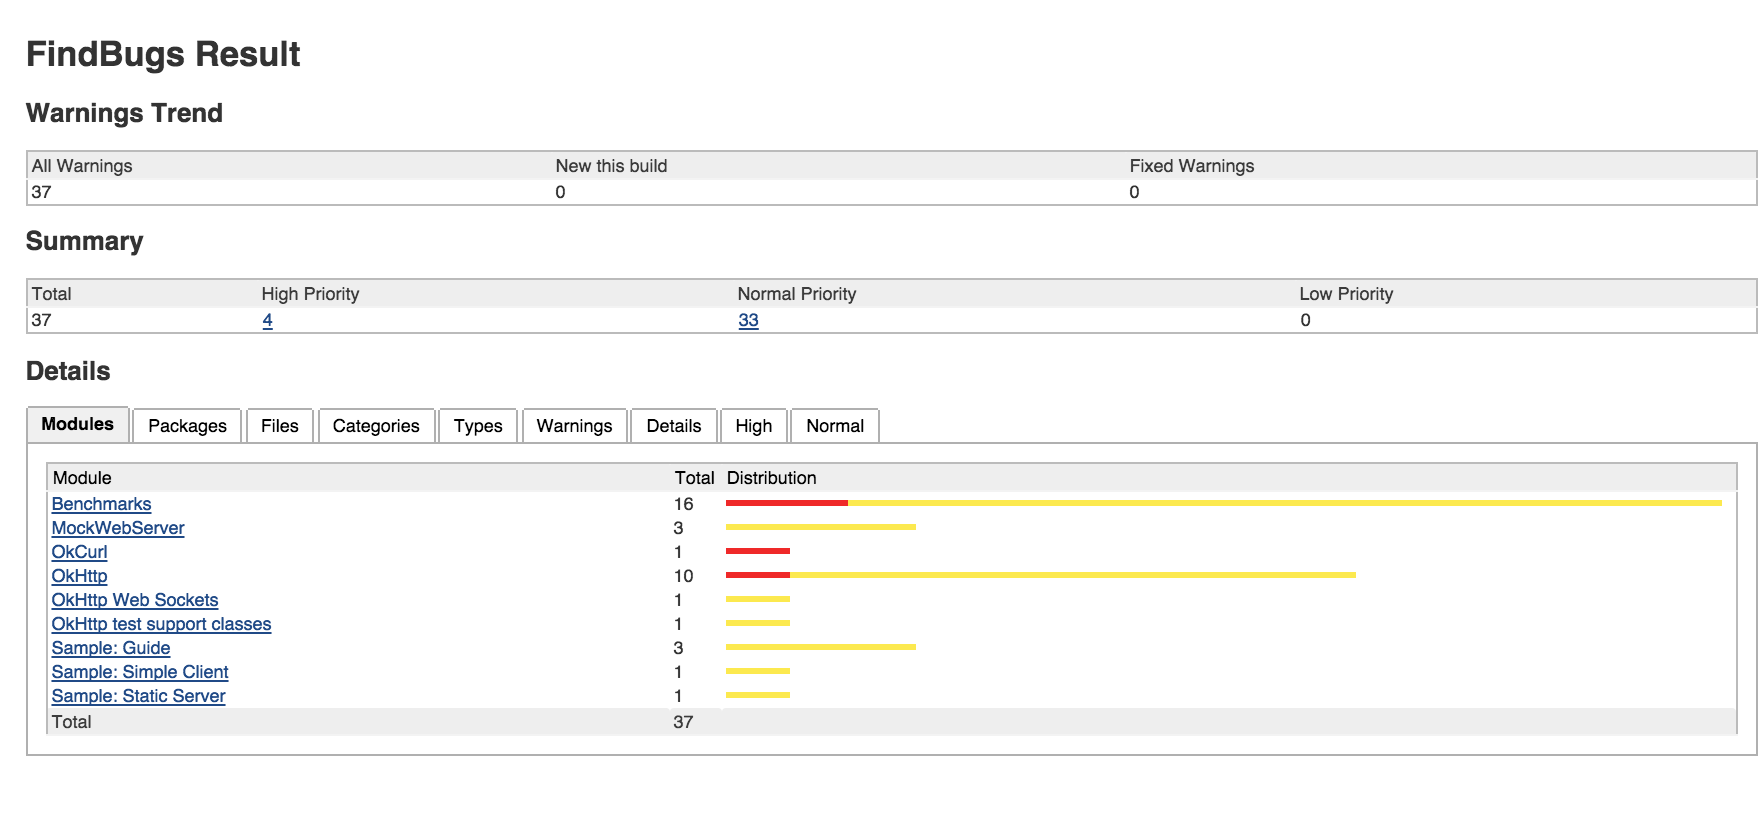 FindBugs Result
Warnings Trend
All Warnings New this build Fixed Warnings
37 0 0
Summary
Total High Priority Normal Priority Low Priority
37 4 33 0
Details
Modules Packages Files Categories Types Warnings Details High Normal
Module Total Distribution
Benchmarks 16
MockWebServer 3
OkCurl 1
OkHttp 10
OkHttp Web Sockets 1
OkHttp test support classes 1
Sample: Guide 3
Sample: Simple Client 1
Sample: Static Server 1
Total 37